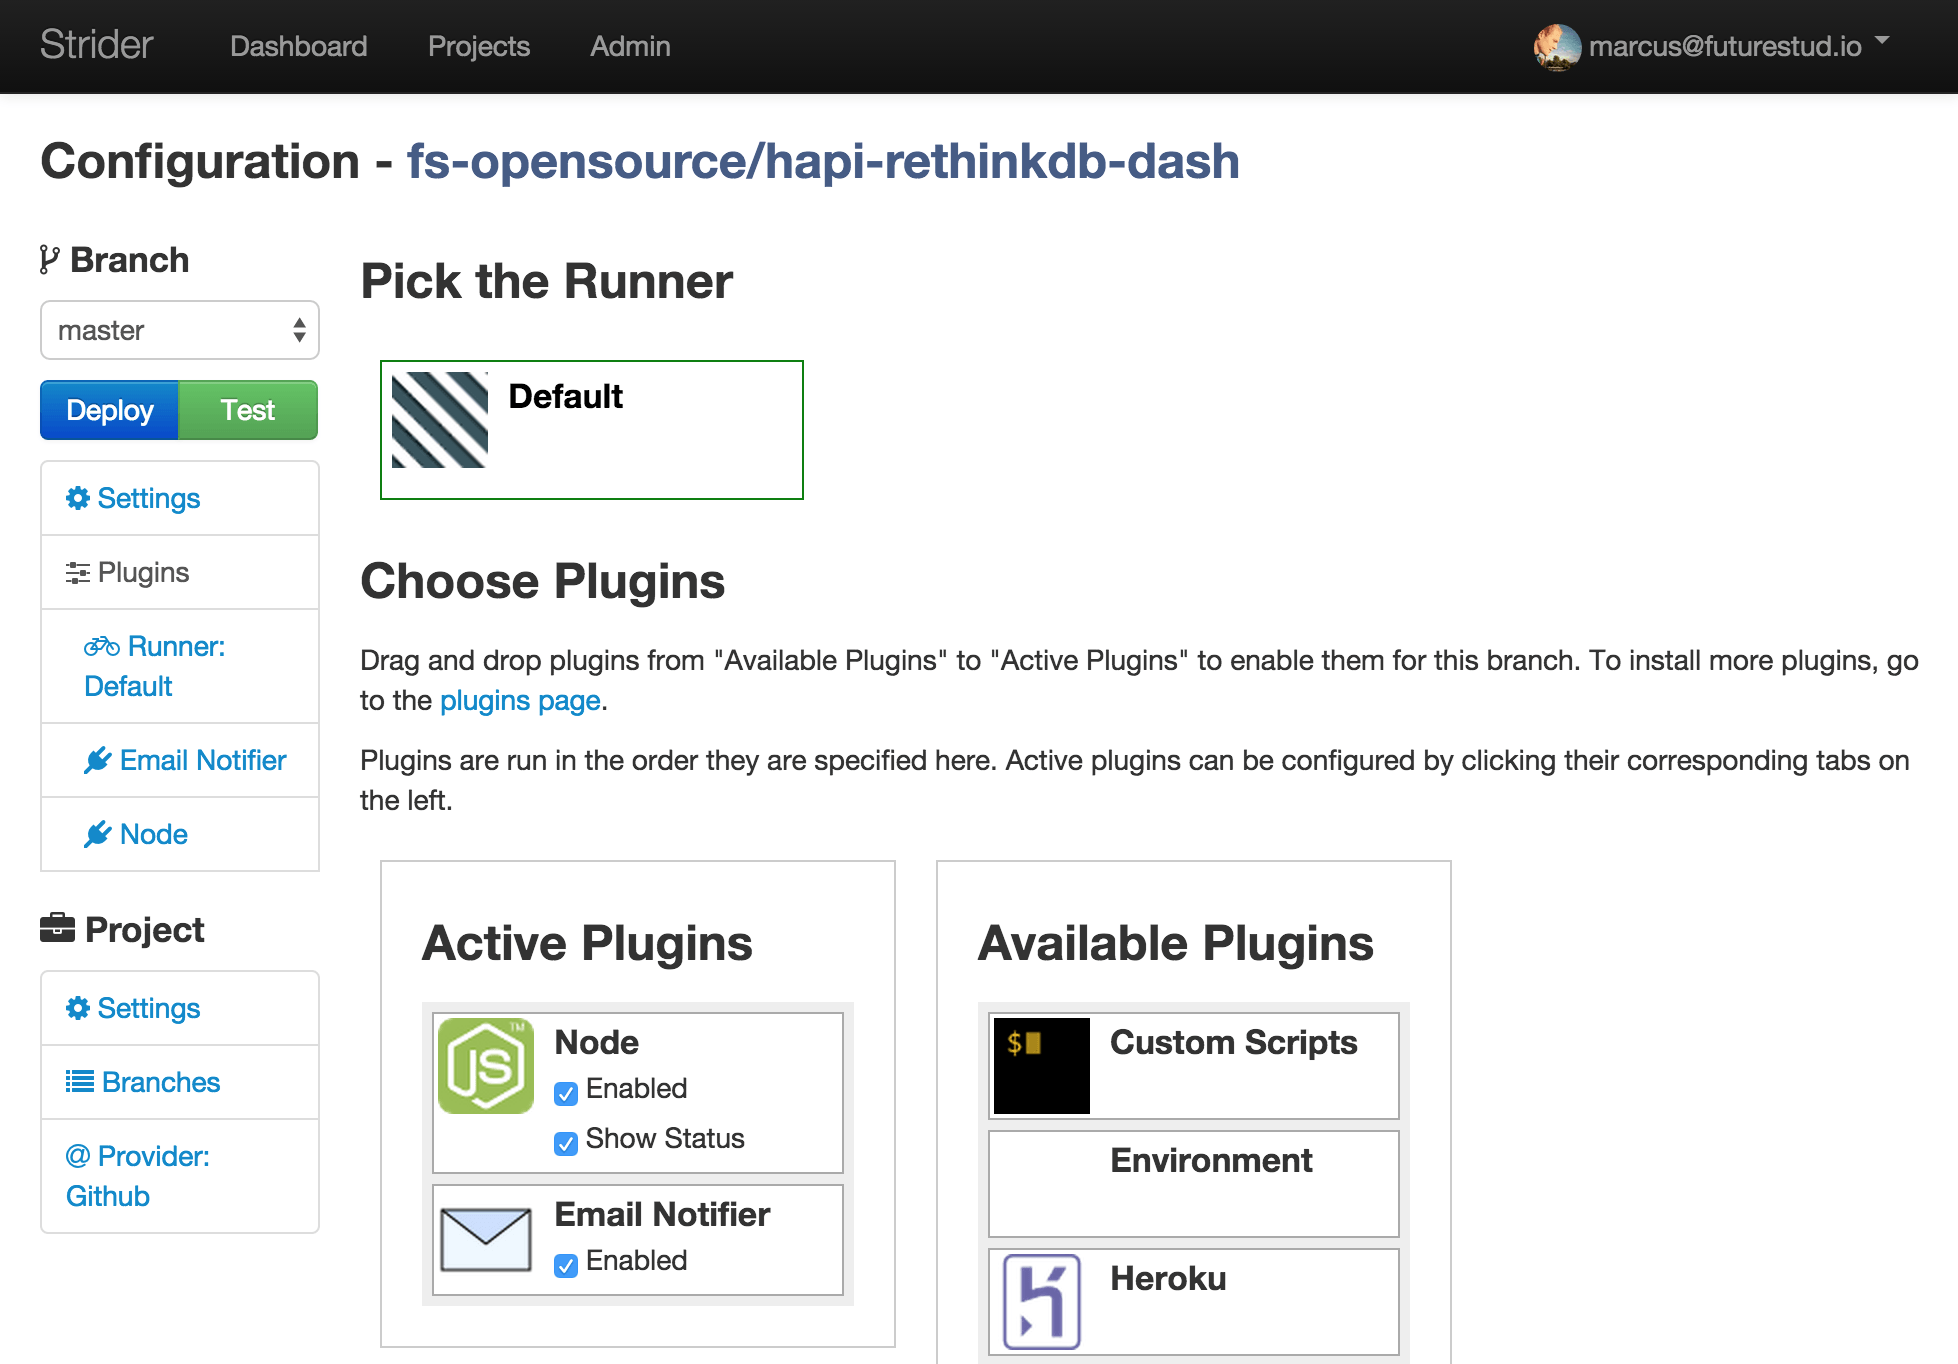 Strider
Dashboard
Projects
Admin
marcus@futurestud.io
Configuration - fs-opensource/hapi-rethinkdb-dash
Branch
master
Deploy
Test
Settings
Plugins
Runner:
Default
Email Notifier
Node
Project
Settings
Branches
@ Provider:
Github
Pick the Runner
Default
Choose Plugins
Drag and drop plugins from "Available Plugins" to "Active Plugins" to enable them for this branch. To install more plugins, go
to the plugins page.
Plugins are run in the order they are specified here. Active plugins can be configured by clicking their corresponding tabs on
the left.
Active Plugins
JS
TM
Node
Enabled
Show Status
Email Notifier
Enabled
Available Plugins
$
Custom Scripts
Environment
Heroku